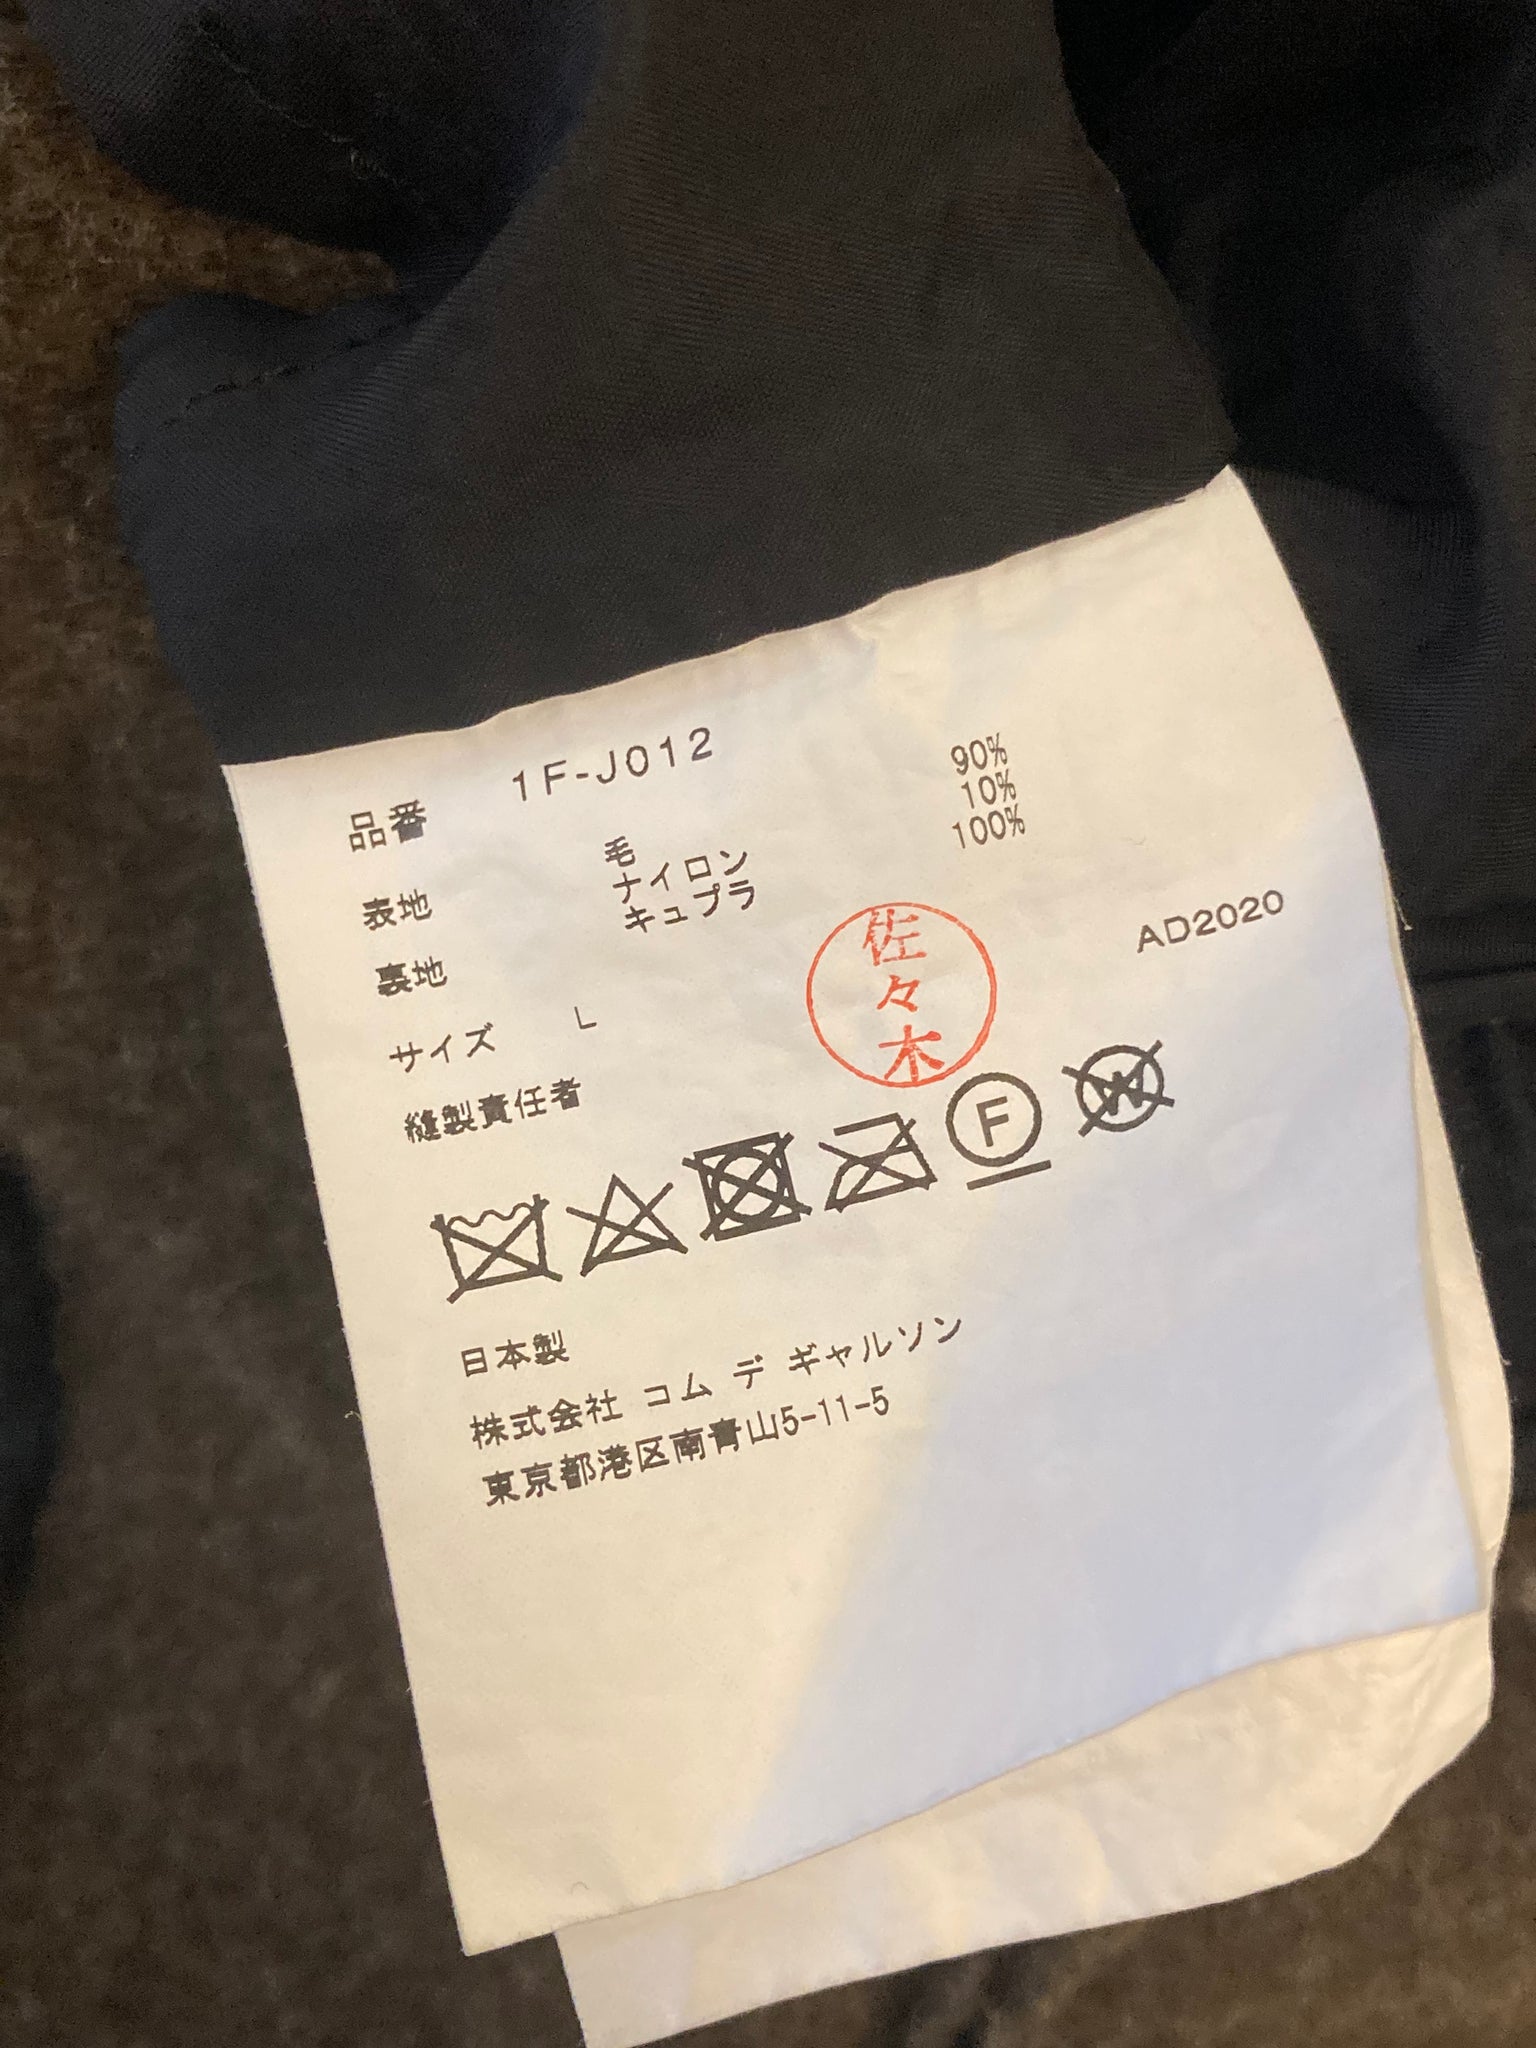 品番 1F-J012
表地 毛 90%
ナイロン 10%
裏地 キュプラ 100%
サイズ L
AD2020
縫製責任者 佐々木
F
W
日本製
株式会社 コム デ ギャルソン
東京都港区南青山5-11-5